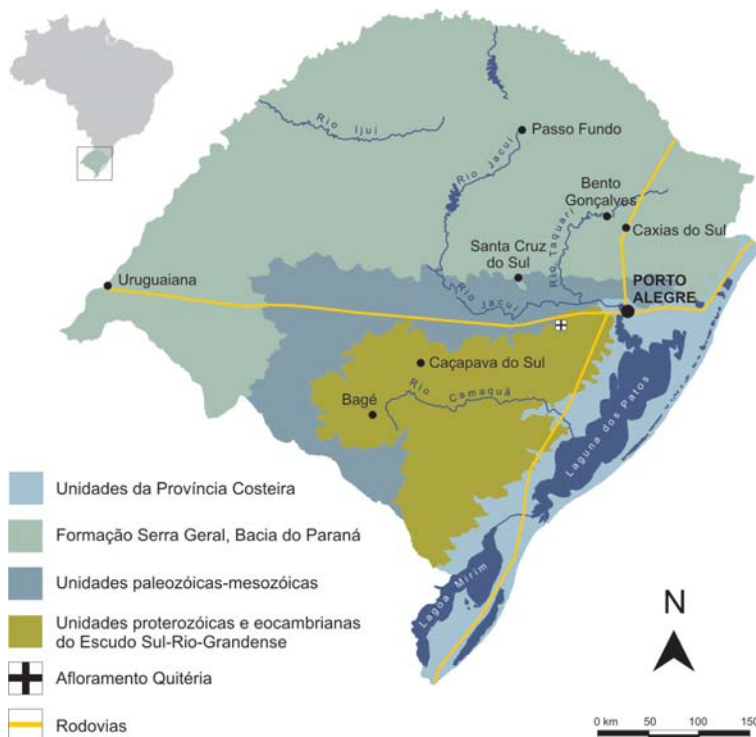 Rio Ijuí
Rio Jacuí
Passo Fundo
Bento
Gonçalves
Rio Taquari
Caxias do Sul
Santa Cruz
do Sul
Uruguaiana
PORTO
ALEGRE
Rio Jacuí
Caçapava do Sul
Rio Camaquã
Bagé
Laguna dos Patos
Lagoa Mirim
Unidades da Província Costeira
Formação Serra Geral, Bacia do Paraná
Unidades paleozóicas-mesozóicas
Unidades proterozóicas e eocambrianas
do Escudo Sul-Rio-Grandense
Afloramento Quitéria
Rodovias
N
0 km 50 100 150